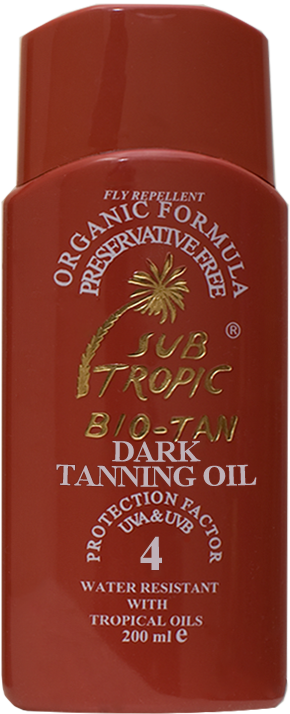 FLY REPELLENT
ORGANIC FORMULA
PRESERVATIVE FREE
SUB ®
TROPIC
BIO-TAN
DARK
TANNING OIL
PROTECTION FACTOR
UVA & UVB
4
WATER RESISTANT
WITH
TROPICAL OILS
200 ml e